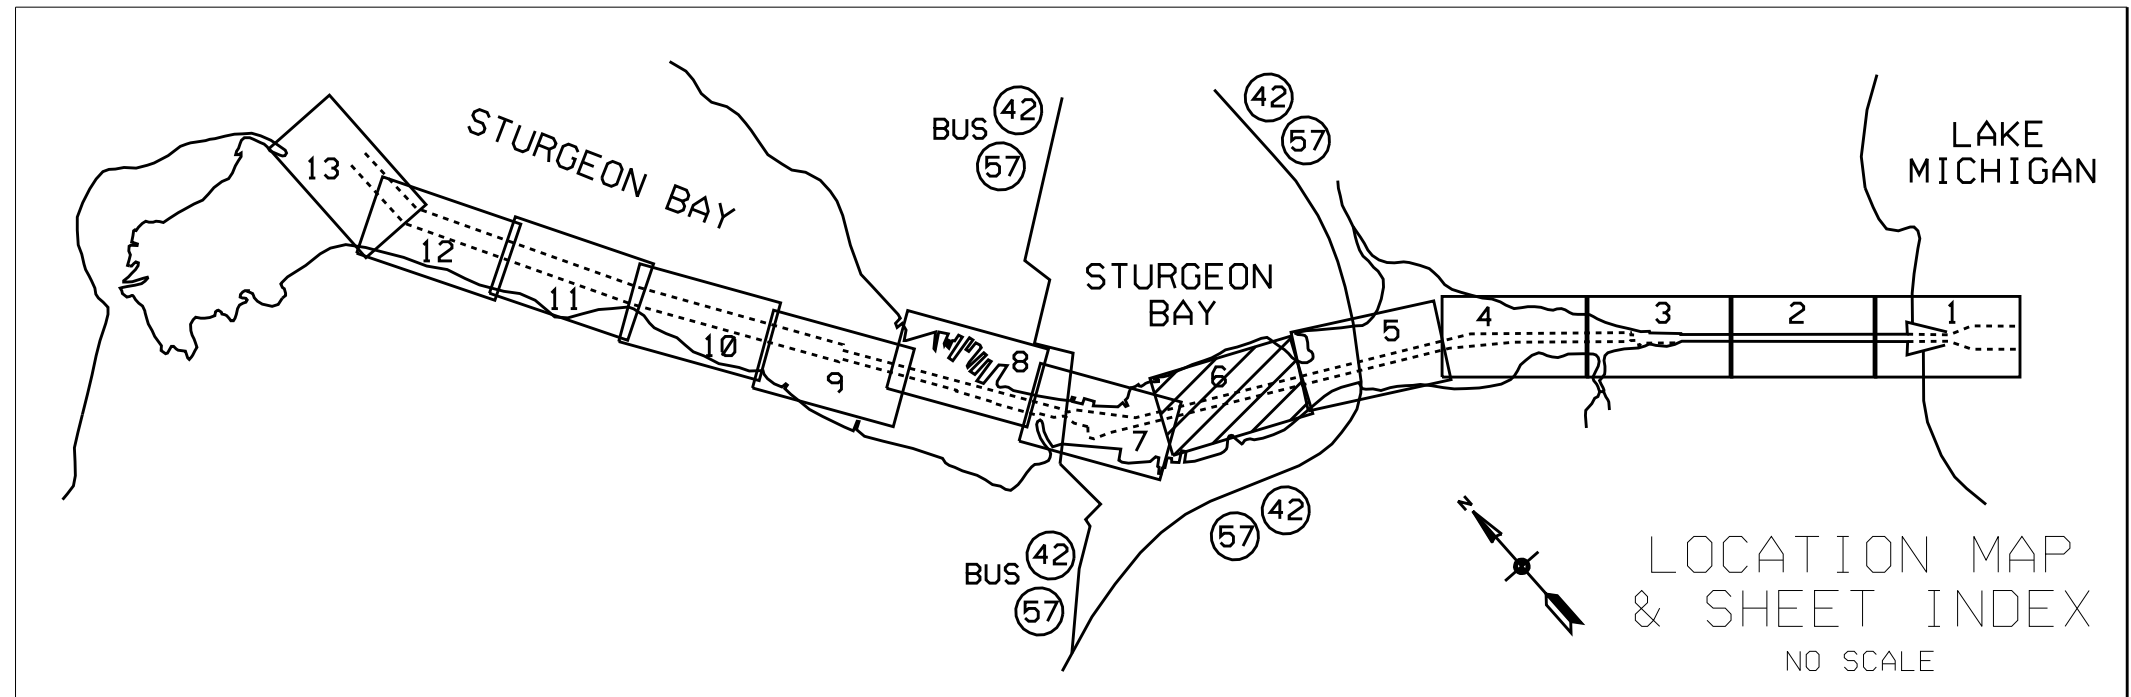 STURGEON BAY
BUS 42
57
42
57
LAKE
MICHIGAN
STURGEON
BAY
13
12
11
10
9
8
7
6
5
4
3
2
1
BUS 42
57
57 42
N
LOCATION MAP
& SHEET INDEX
NO SCALE